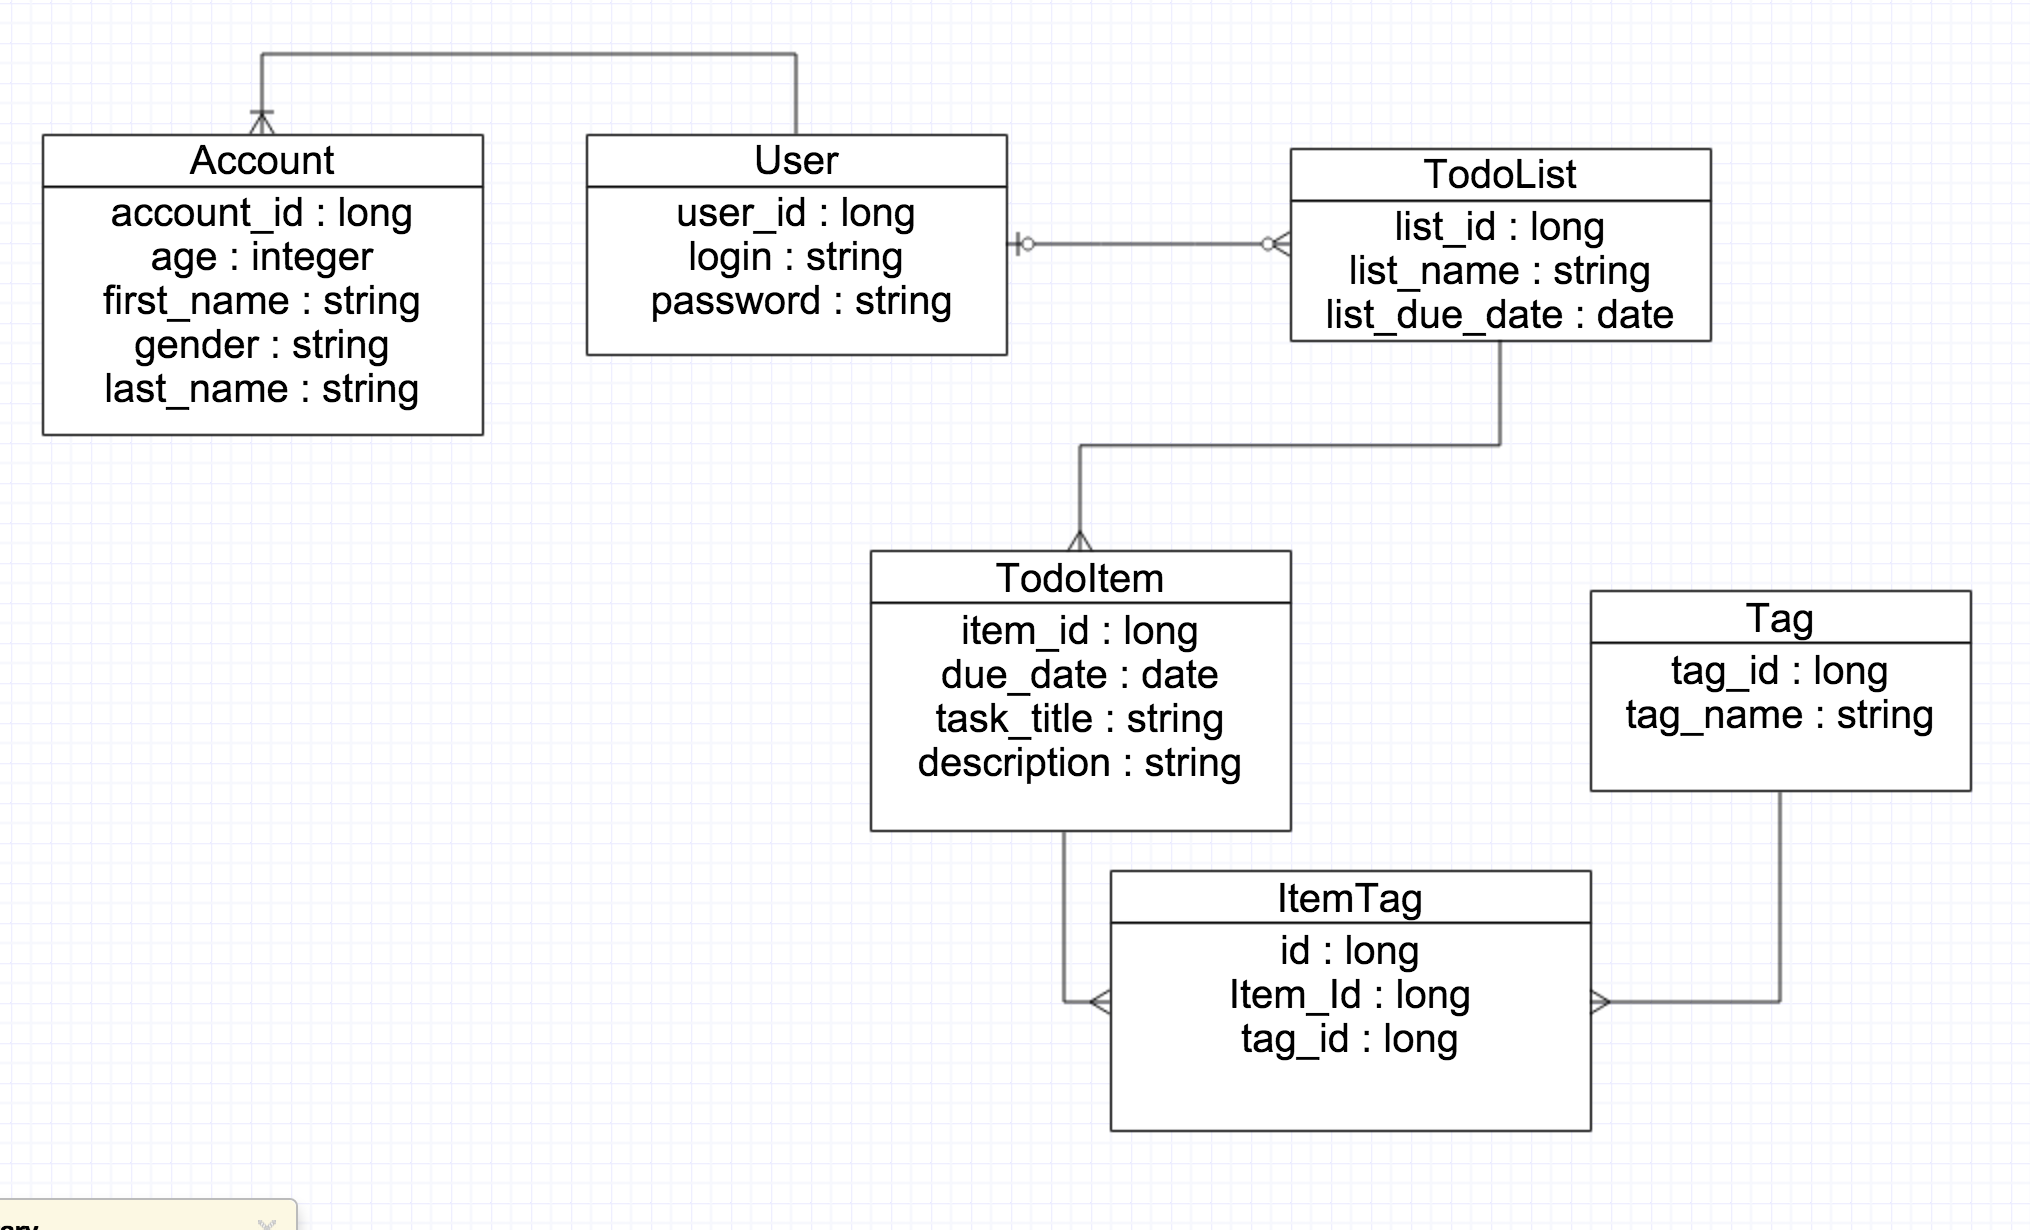 Account
account_id : long
age : integer
first_name : string
gender : string
last_name : string
User
user_id : long
login : string
password : string
TodoList
list_id : long
list_name : string
list_due_date : date
TodoItem
item_id : long
due_date : date
task_title : string
description : string
Tag
tag_id : long
tag_name : string
ItemTag
id : long
Item_Id : long
tag_id : long